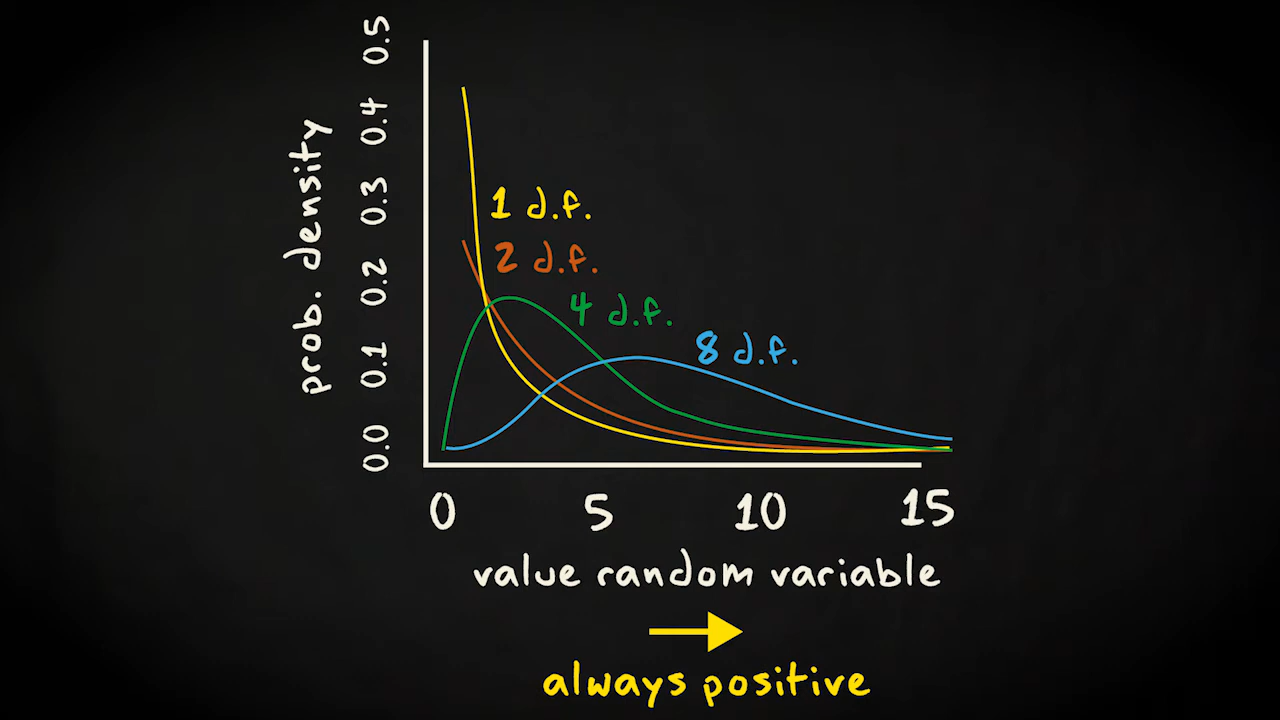 prob. density
0.5
0.4
0.3
0.2
0.1
0.0
1 d.f.
2 d.f.
4 d.f.
8 d.f.
0 5 10 15
value random variable
always positive